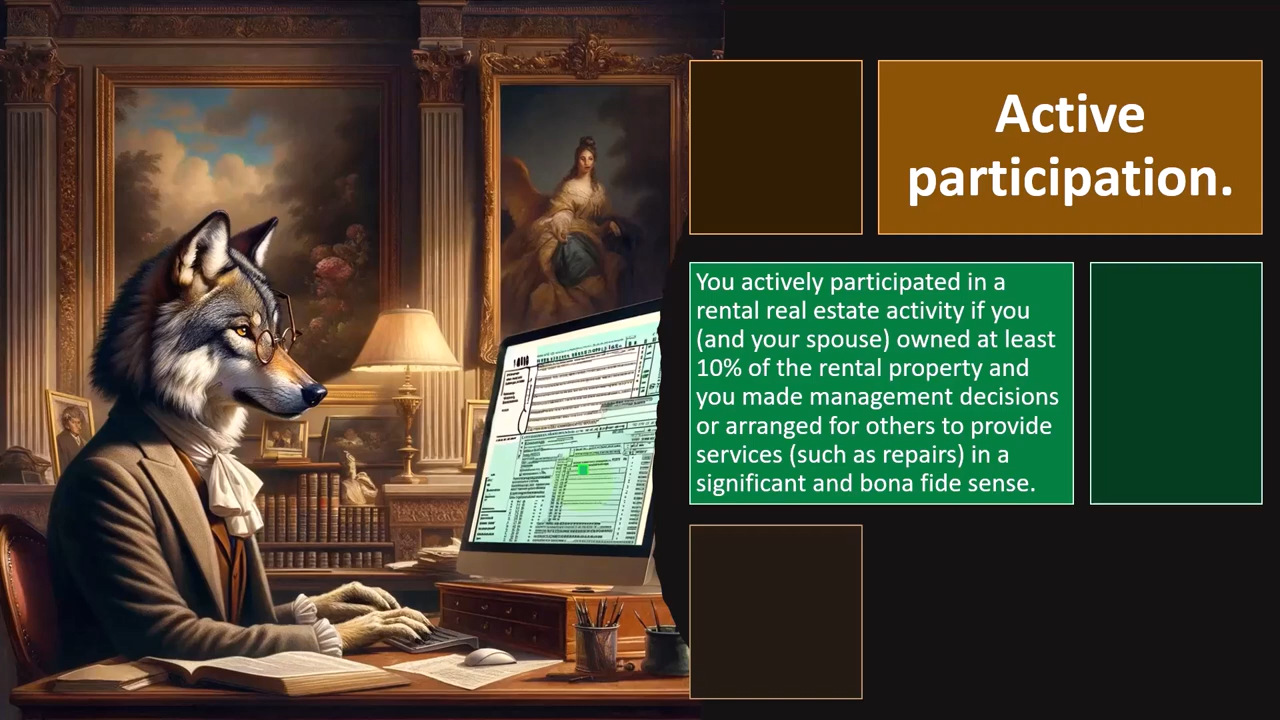 Active
participation.
You actively participated in a
rental real estate activity if you
(and your spouse) owned at least
10% of the rental property and
you made management decisions
or arranged for others to provide
services (such as repairs) in a
significant and bona fide sense.